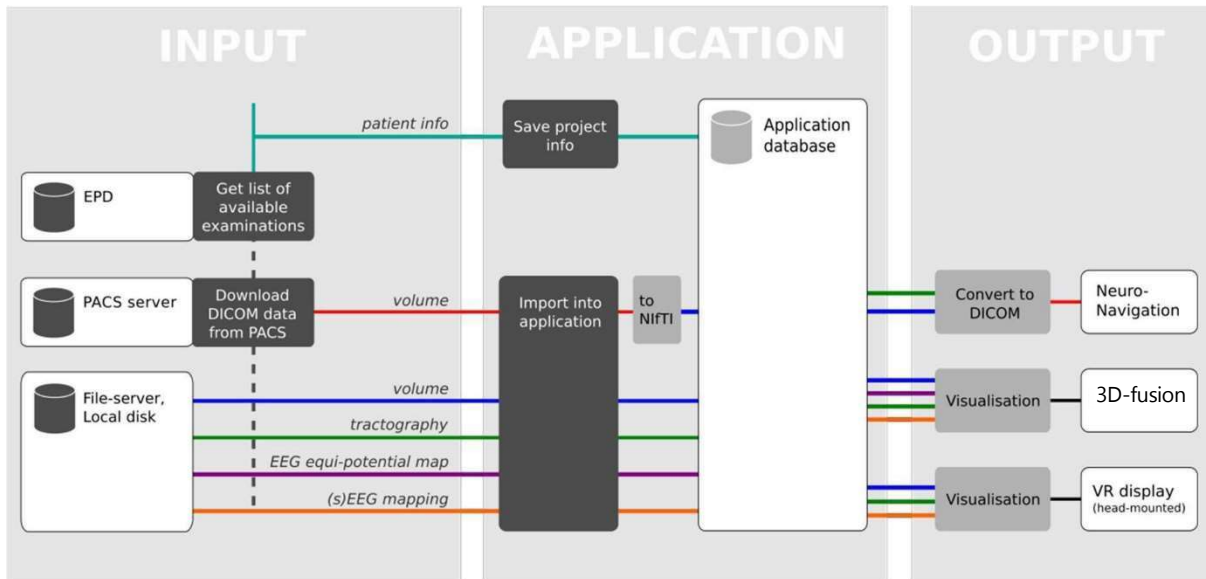 INPUT
APPLICATION
OUTPUT
patient info
Save project
info
Application
database
EPD
Get list of
available
examinations
PACS server
Download
DICOM data
from PACS
volume
Import into
application
to
NIfTI
Convert to
DICOM
Neuro-
Navigation
File-server,
Local disk
volume
tractography
EEG equi-potential map
(s)EEG mapping
Visualisation
3D-fusion
Visualisation
VR display
(head-mounted)